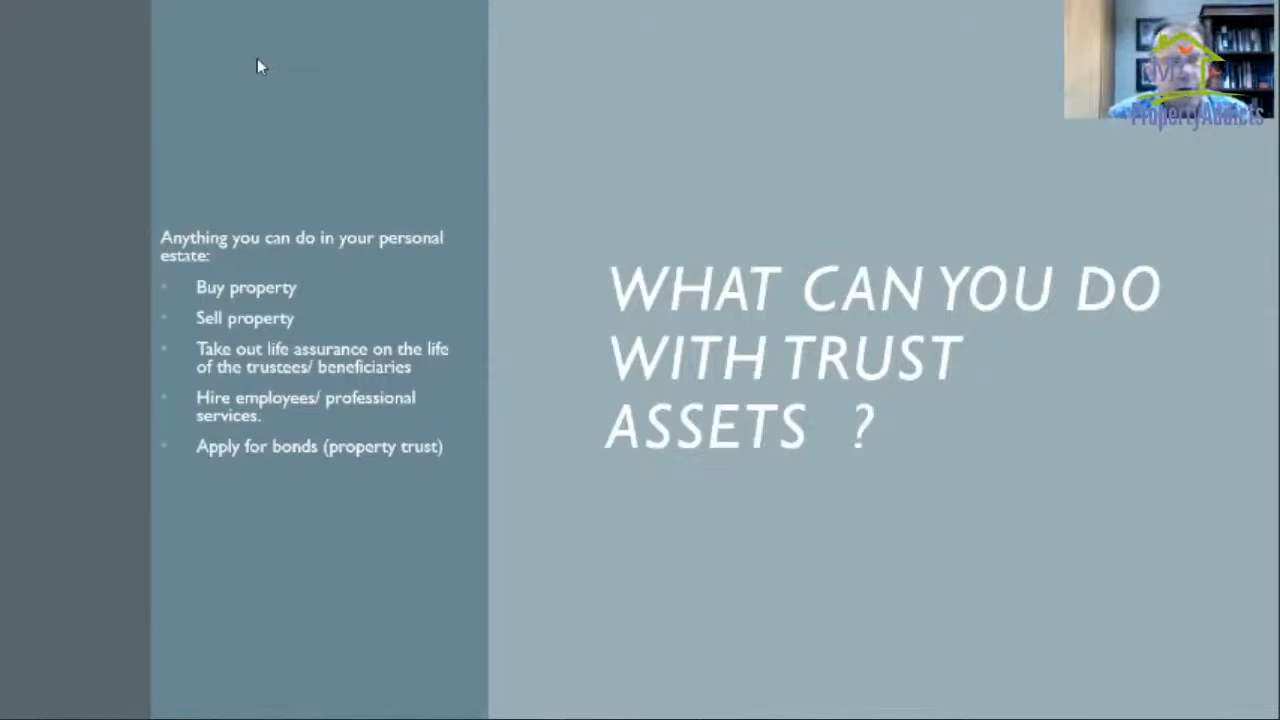 Anything you can do in your personal
estate:
Buy property
Sell property
Take out life assurance on the life
of the trustees/ beneficiaries
Hire employees/ professional
services.
Apply for bonds (property trust)
WHAT CAN YOU DO
WITH TRUST
ASSETS ?
PropertyAddicts